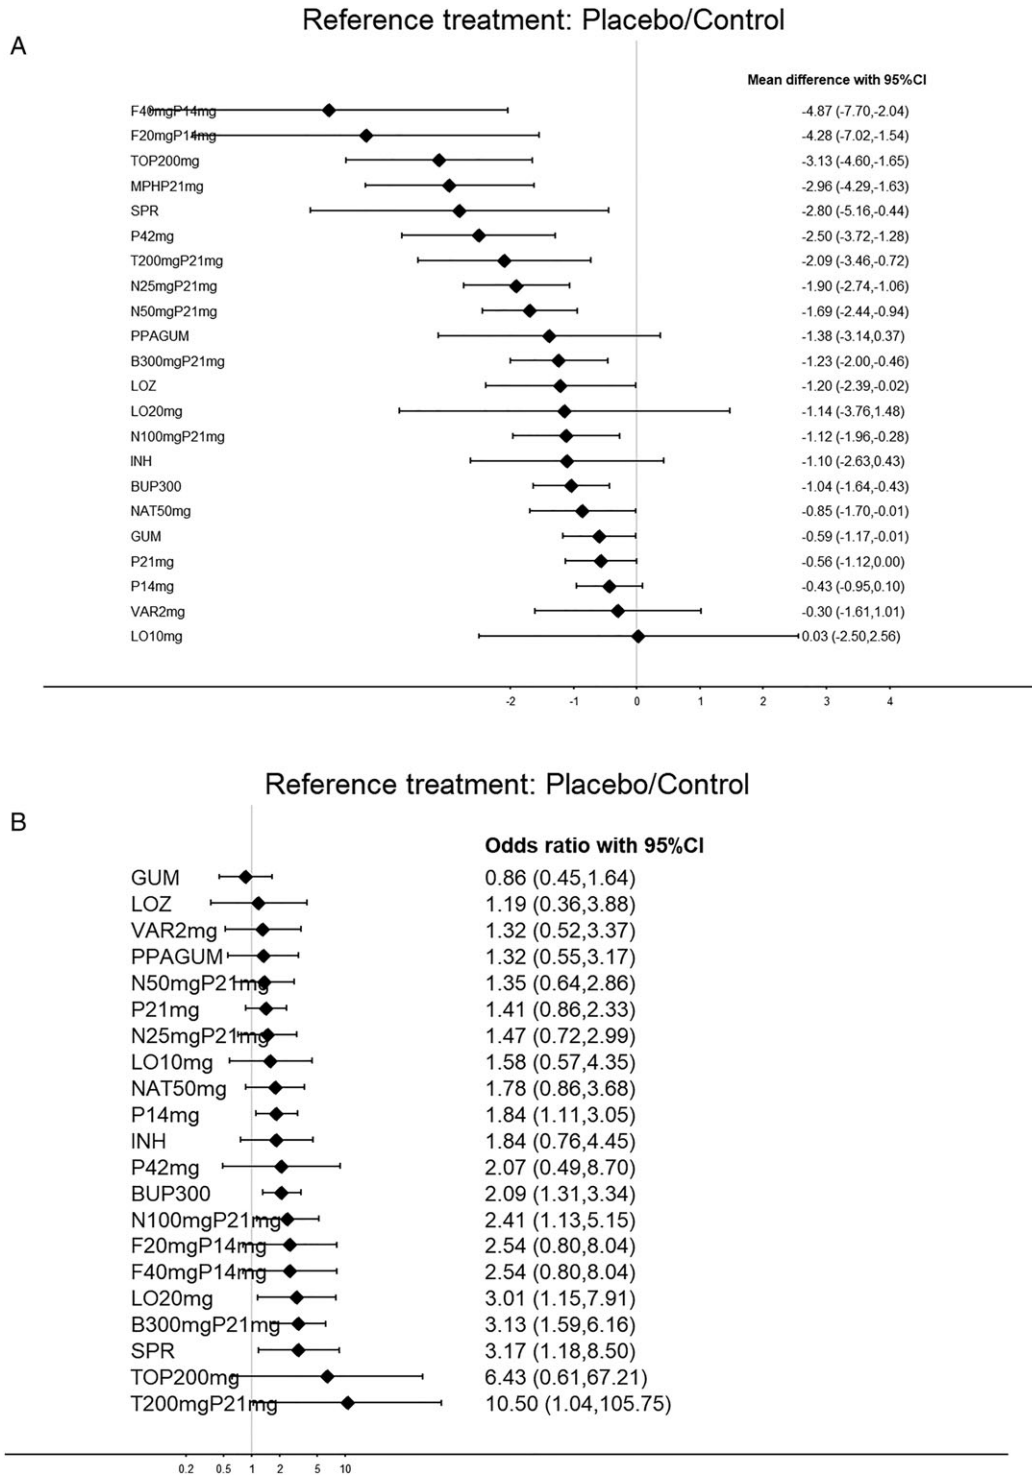 Reference treatment: Placebo/Control
A
Mean difference with 95%CI
F40mgP14mg -4.87 (-7.70,-2.04)
F20mgP14mg -4.28 (-7.02,-1.54)
TOP200mg -3.13 (-4.60,-1.65)
MPHP21mg -2.96 (-4.29,-1.63)
SPR -2.80 (-5.16,-0.44)
P42mg -2.50 (-3.72,-1.28)
T200mgP21mg -2.09 (-3.46,-0.72)
N25mgP21mg -1.90 (-2.74,-1.06)
N50mgP21mg -1.69 (-2.44,-0.94)
PPAGUM -1.38 (-3.14,0.37)
B300mgP21mg -1.23 (-2.00,-0.46)
LOZ -1.20 (-2.39,-0.02)
LO20mg -1.14 (-3.76,1.48)
N100mgP21mg -1.12 (-1.96,-0.28)
INH -1.10 (-2.63,0.43)
BUP300 -1.04 (-1.64,-0.43)
NAT50mg -0.85 (-1.70,-0.01)
GUM -0.59 (-1.17,-0.01)
P21mg -0.56 (-1.12,0.00)
P14mg -0.43 (-0.95,0.10)
VAR2mg -0.30 (-1.61,1.01)
LO10mg 0.03 (-2.50,2.56)
-2 -1 0 1 2 3 4
Reference treatment: Placebo/Control
B
Odds ratio with 95%CI
GUM 0.86 (0.45,1.64)
LOZ 1.19 (0.36,3.88)
VAR2mg 1.32 (0.52,3.37)
PPAGUM 1.32 (0.55,3.17)
N50mgP21mg 1.35 (0.64,2.86)
P21mg 1.41 (0.86,2.33)
N25mgP21mg 1.47 (0.72,2.99)
LO10mg 1.58 (0.57,4.35)
NAT50mg 1.78 (0.86,3.68)
P14mg 1.84 (1.11,3.05)
INH 1.84 (0.76,4.45)
P42mg 2.07 (0.49,8.70)
BUP300 2.09 (1.31,3.34)
N100mgP21mg 2.41 (1.13,5.15)
F20mgP14mg 2.54 (0.80,8.04)
F40mgP14mg 2.54 (0.80,8.04)
LO20mg 3.01 (1.15,7.91)
B300mgP21mg 3.13 (1.59,6.16)
SPR 3.17 (1.18,8.50)
TOP200mg 6.43 (0.61,67.21)
T200mgP21mg 10.50 (1.04,105.75)
0.2 0.5 1 2 5 10